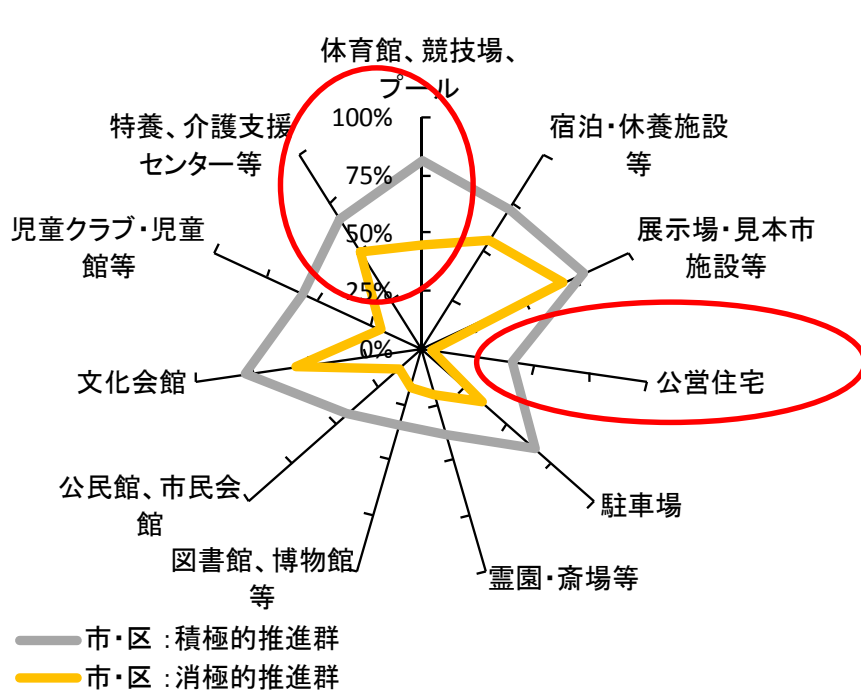 体育館、競技場、
プール
特養、介護支援
センター等
100%
75%
50%
25%
0%
宿泊・休養施設
等
児童クラブ・児童
館等
展示場・見本市
施設等
文化会館
公営住宅
公民館、市民会
館
駐車場
図書館、博物館
等
霊園・斎場等
市・区 :積極的推進群
市・区 :消極的推進群